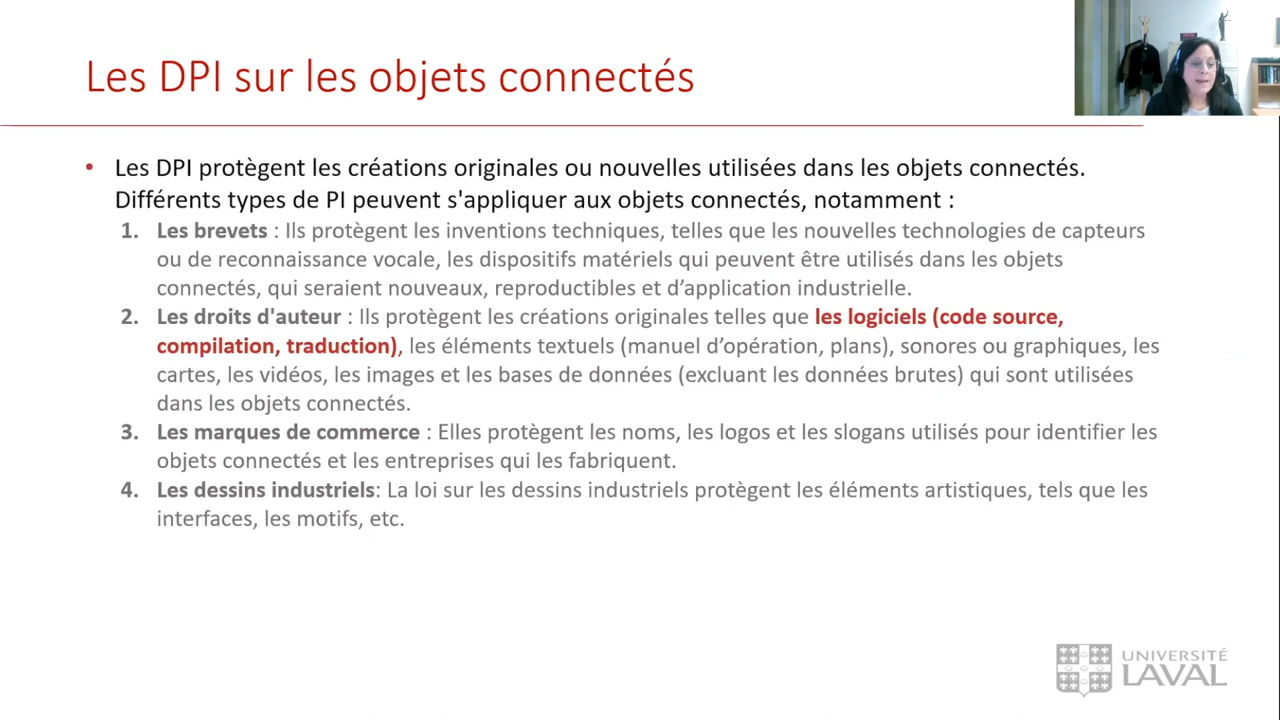 Les DPI sur les objets connectés
• Les DPI protègent les créations originales ou nouvelles utilisées dans les objets connectés.
Différents types de PI peuvent s'appliquer aux objets connectés, notamment :
1. Les brevets : Ils protègent les inventions techniques, telles que les nouvelles technologies de capteurs
ou de reconnaissance vocale, les dispositifs matériels qui peuvent être utilisés dans les objets
connectés, qui seraient nouveaux, reproductibles et d’application industrielle.
2. Les droits d'auteur : Ils protègent les créations originales telles que les logiciels (code source,
compilation, traduction), les éléments textuels (manuel d’opération, plans), sonores ou graphiques, les
cartes, les vidéos, les images et les bases de données (excluant les données brutes) qui sont utilisées
dans les objets connectés.
3. Les marques de commerce : Elles protègent les noms, les logos et les slogans utilisés pour identifier les
objets connectés et les entreprises qui les fabriquent.
4. Les dessins industriels: La loi sur les dessins industriels protègent les éléments artistiques, tels que les
interfaces, les motifs, etc.
UNIVERSITÉ
LAVAL